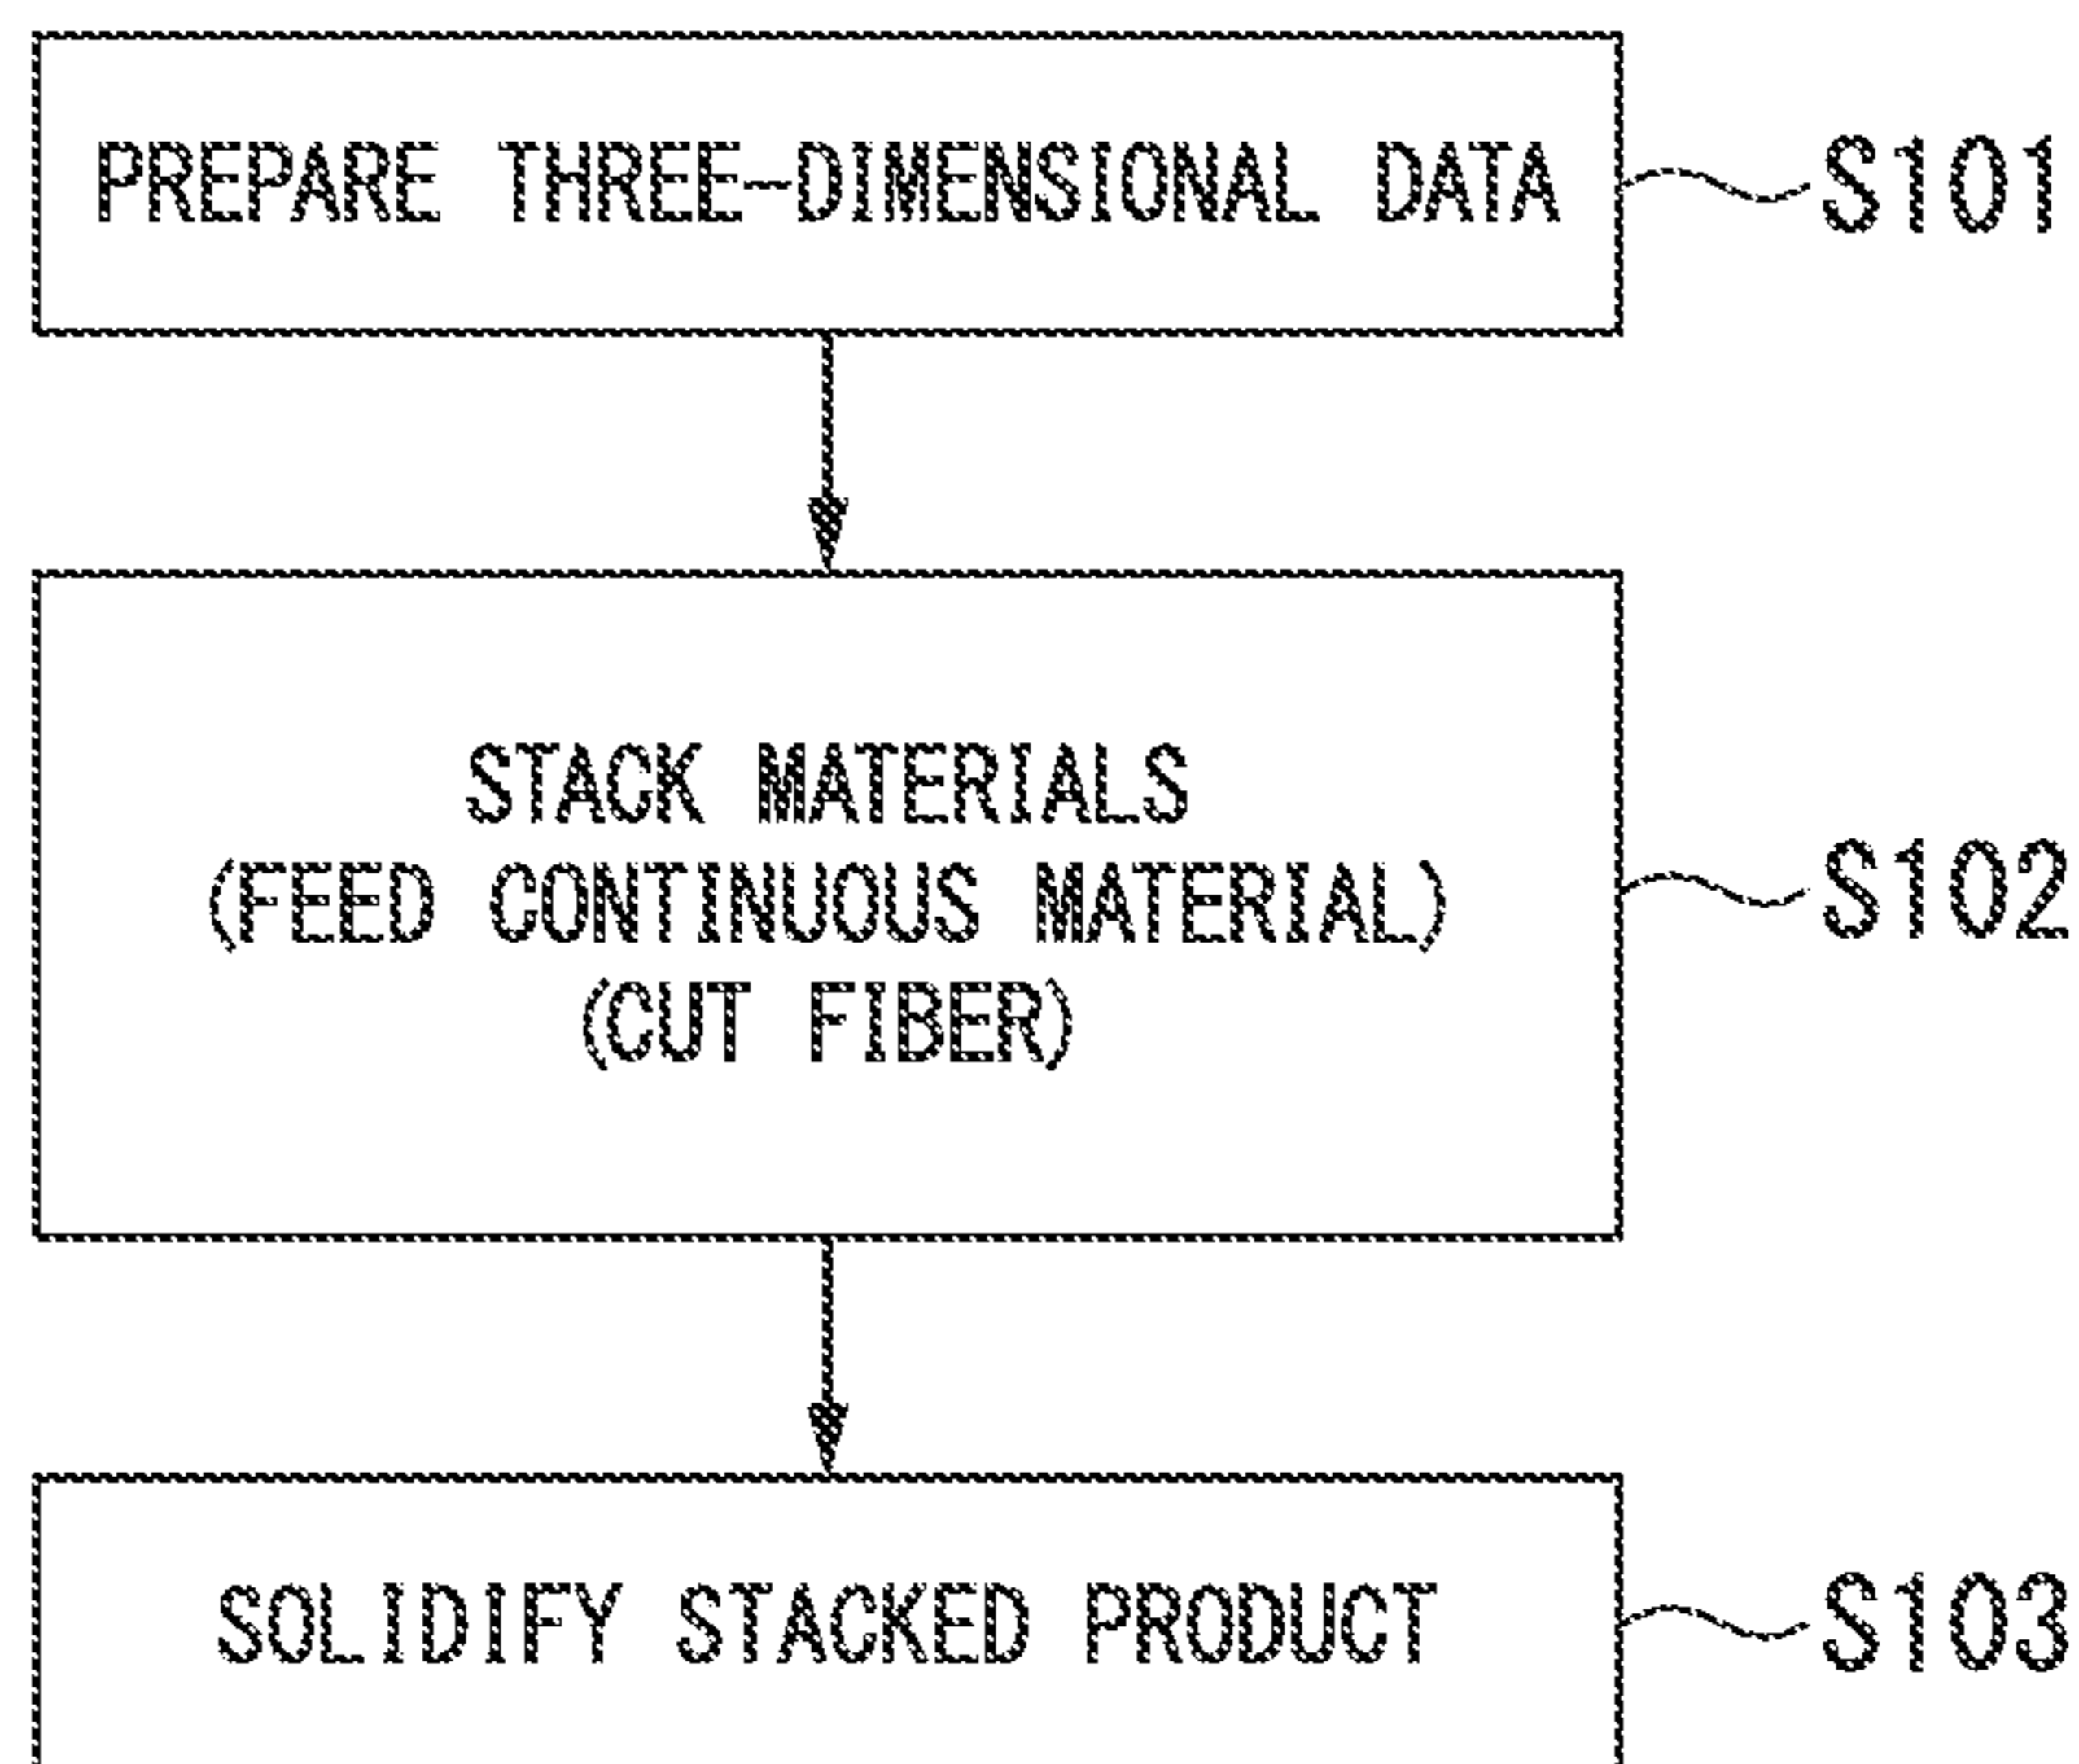 PREPARE THREE-DIMENSIONAL DATA
S101
STACK MATERIALS
(FEED CONTINUOUS MATERIAL)
(CUT FIBER)
S102
SOLIDIFY STACKED PRODUCT
S103